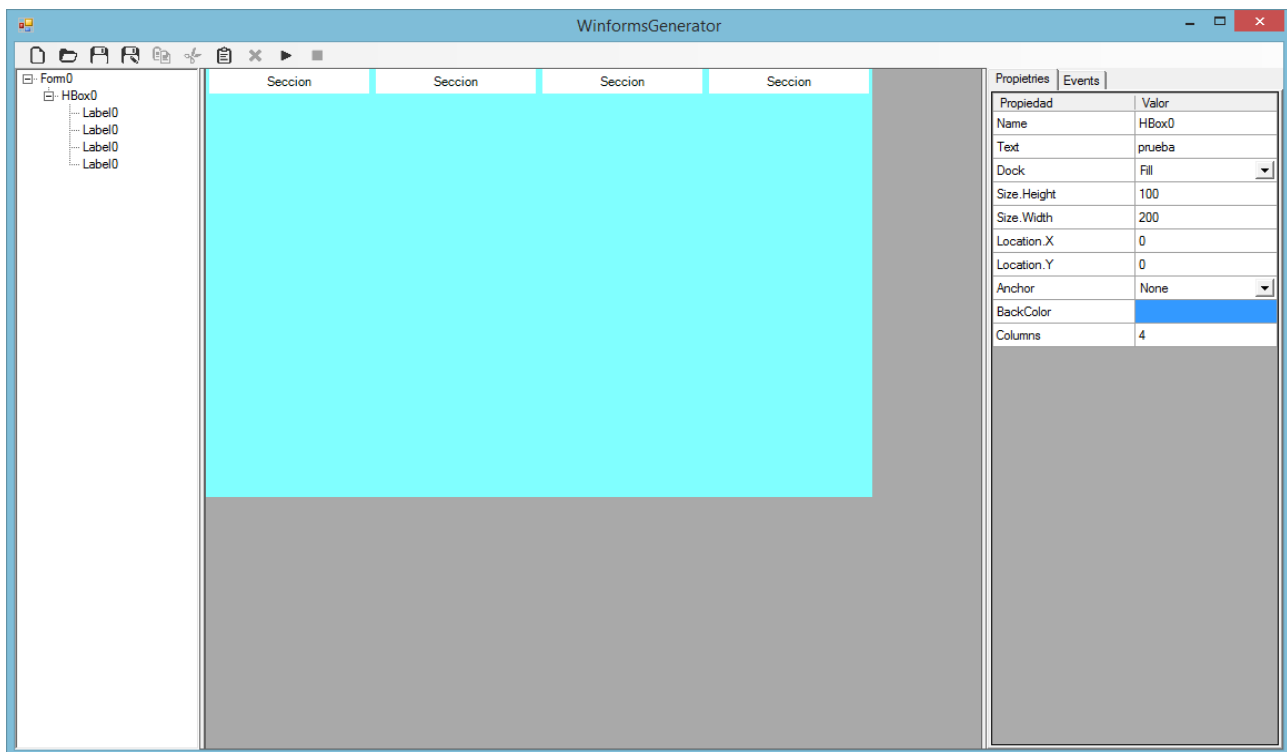 WinformsGenerator
Form0
HBox0
Label0
Label0
Label0
Label0
Seccion Seccion Seccion Seccion
Propietries Events
Propiedad Valor
Name HBox0
Text prueba
Dock Fill
Size.Height 100
Size.Width 200
Location.X 0
Location.Y 0
Anchor None
BackColor
Columns 4